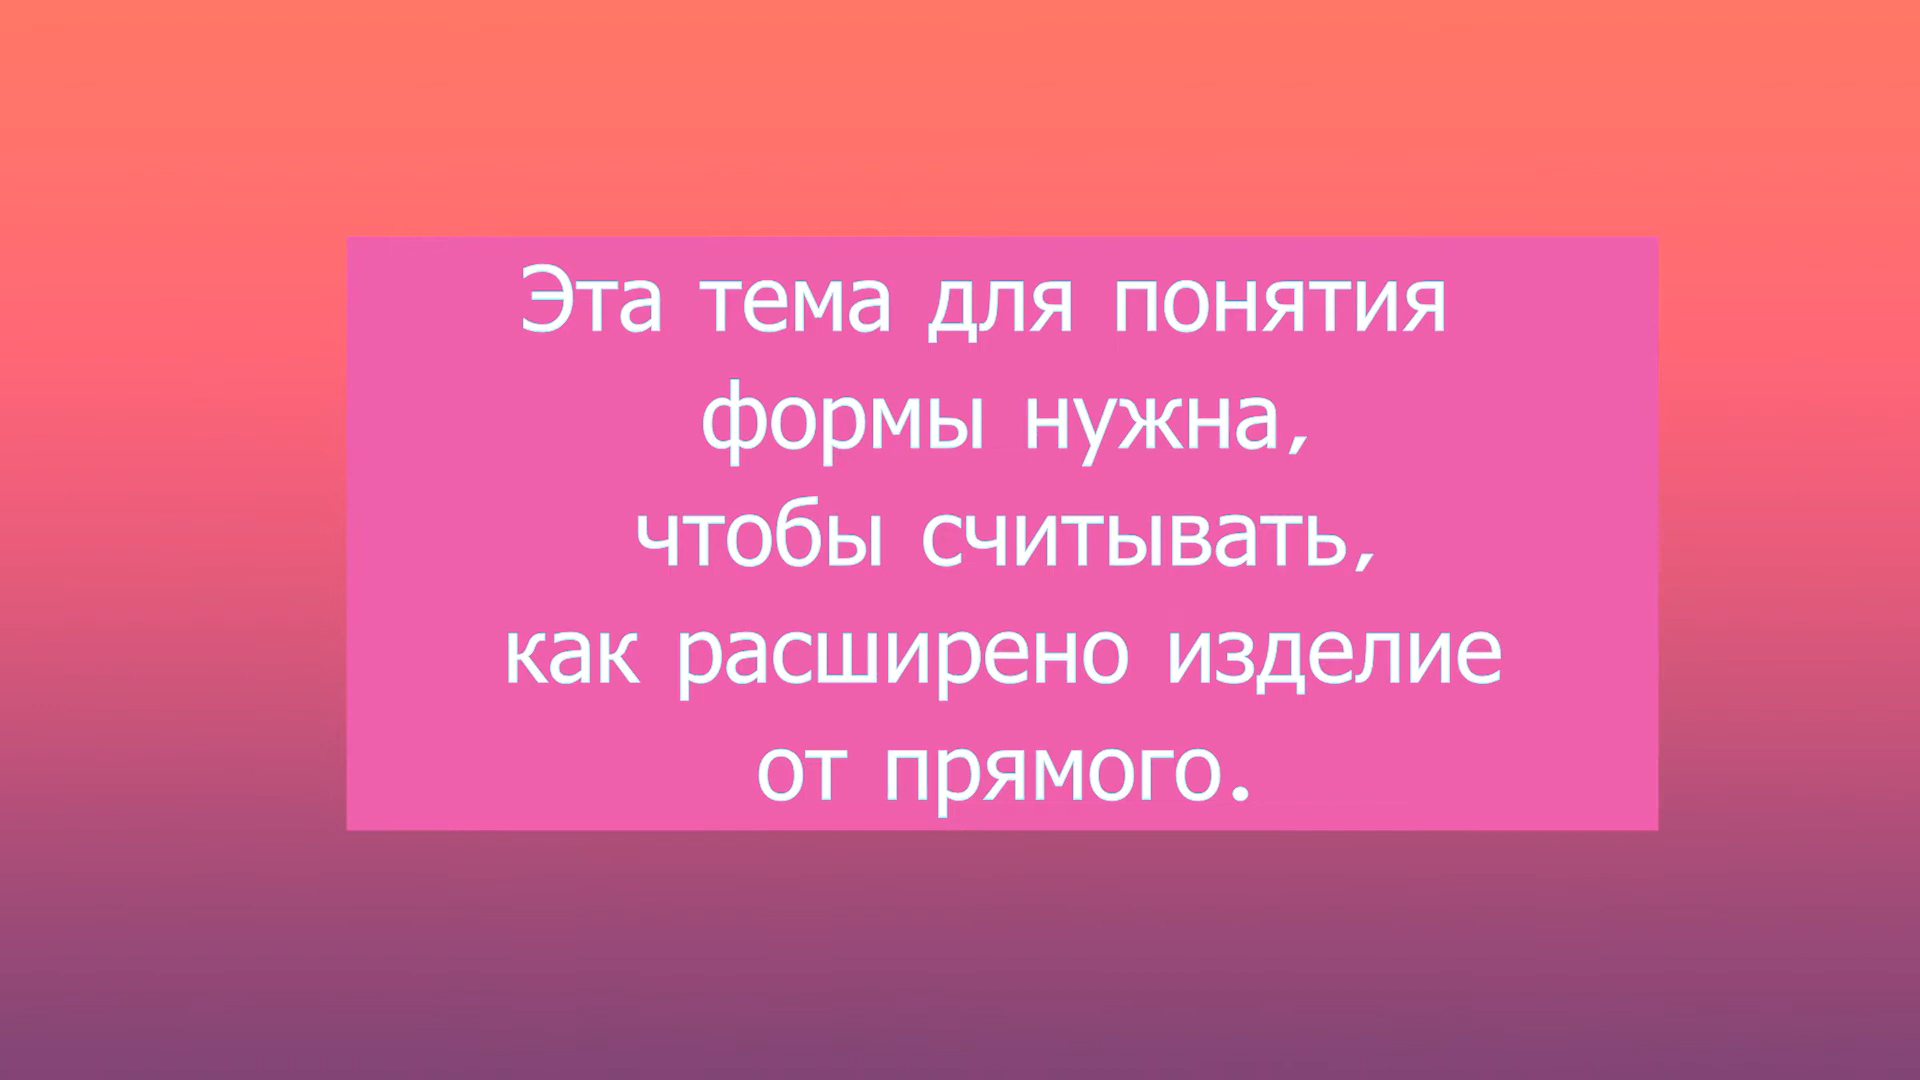 Эта тема для понятия
формы нужна,
чтобы считывать,
как расширено изделие
от прямого.